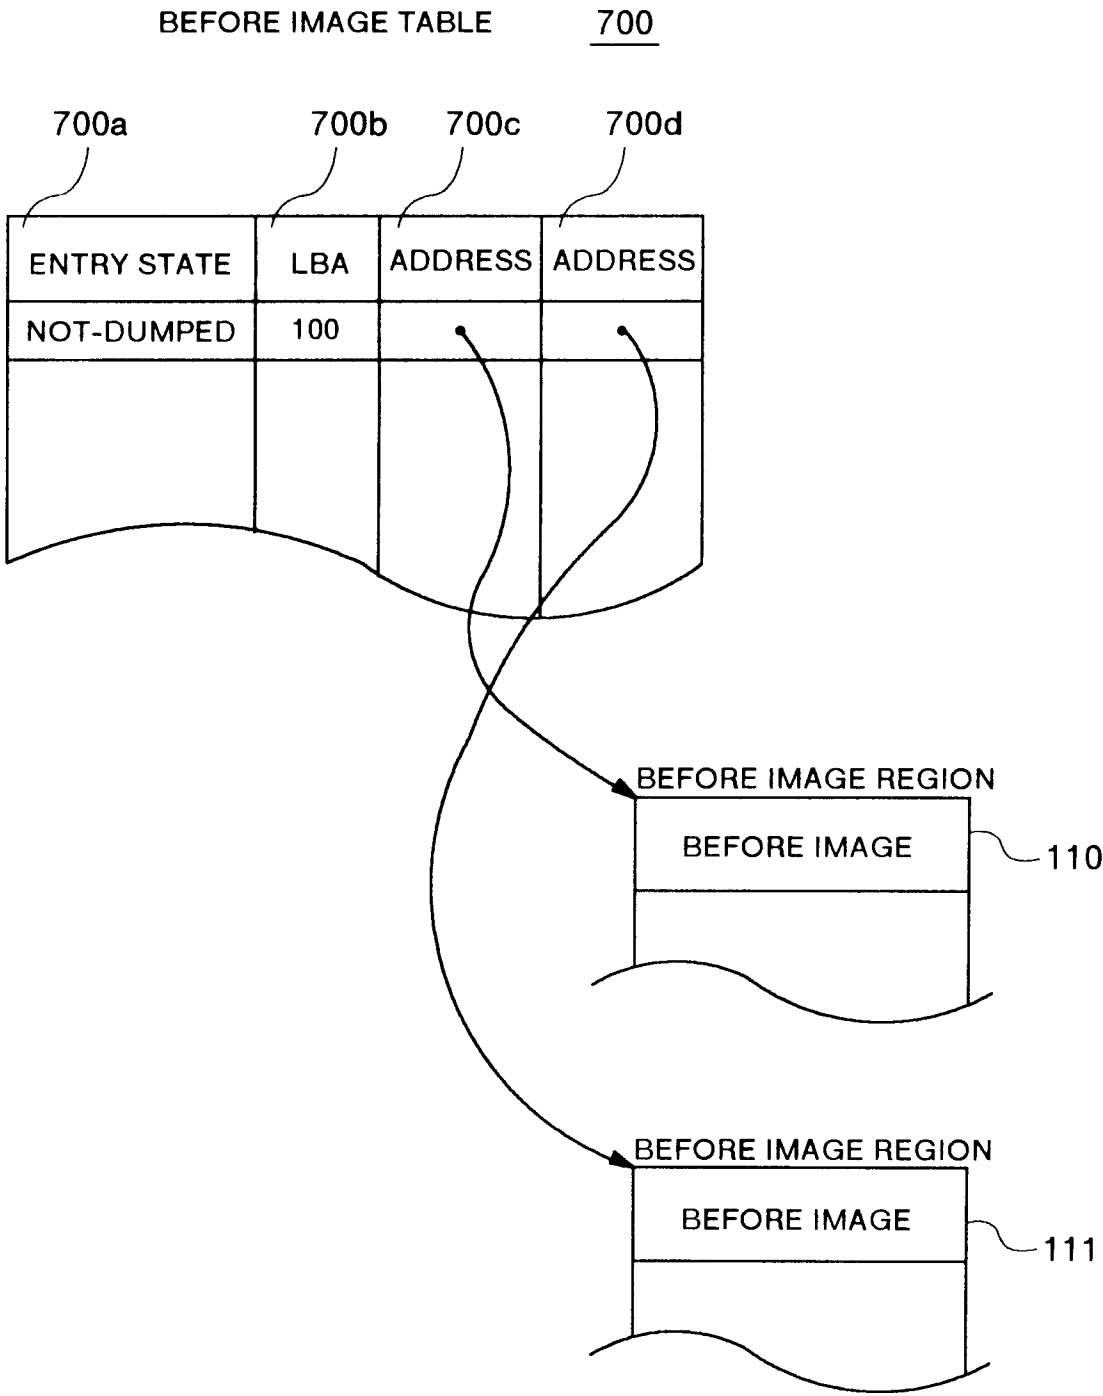 BEFORE IMAGE TABLE 700
700a 700b 700c 700d
ENTRY STATE LBA ADDRESS ADDRESS
NOT-DUMPED 100
BEFORE IMAGE REGION
BEFORE IMAGE
110
BEFORE IMAGE REGION
BEFORE IMAGE
111